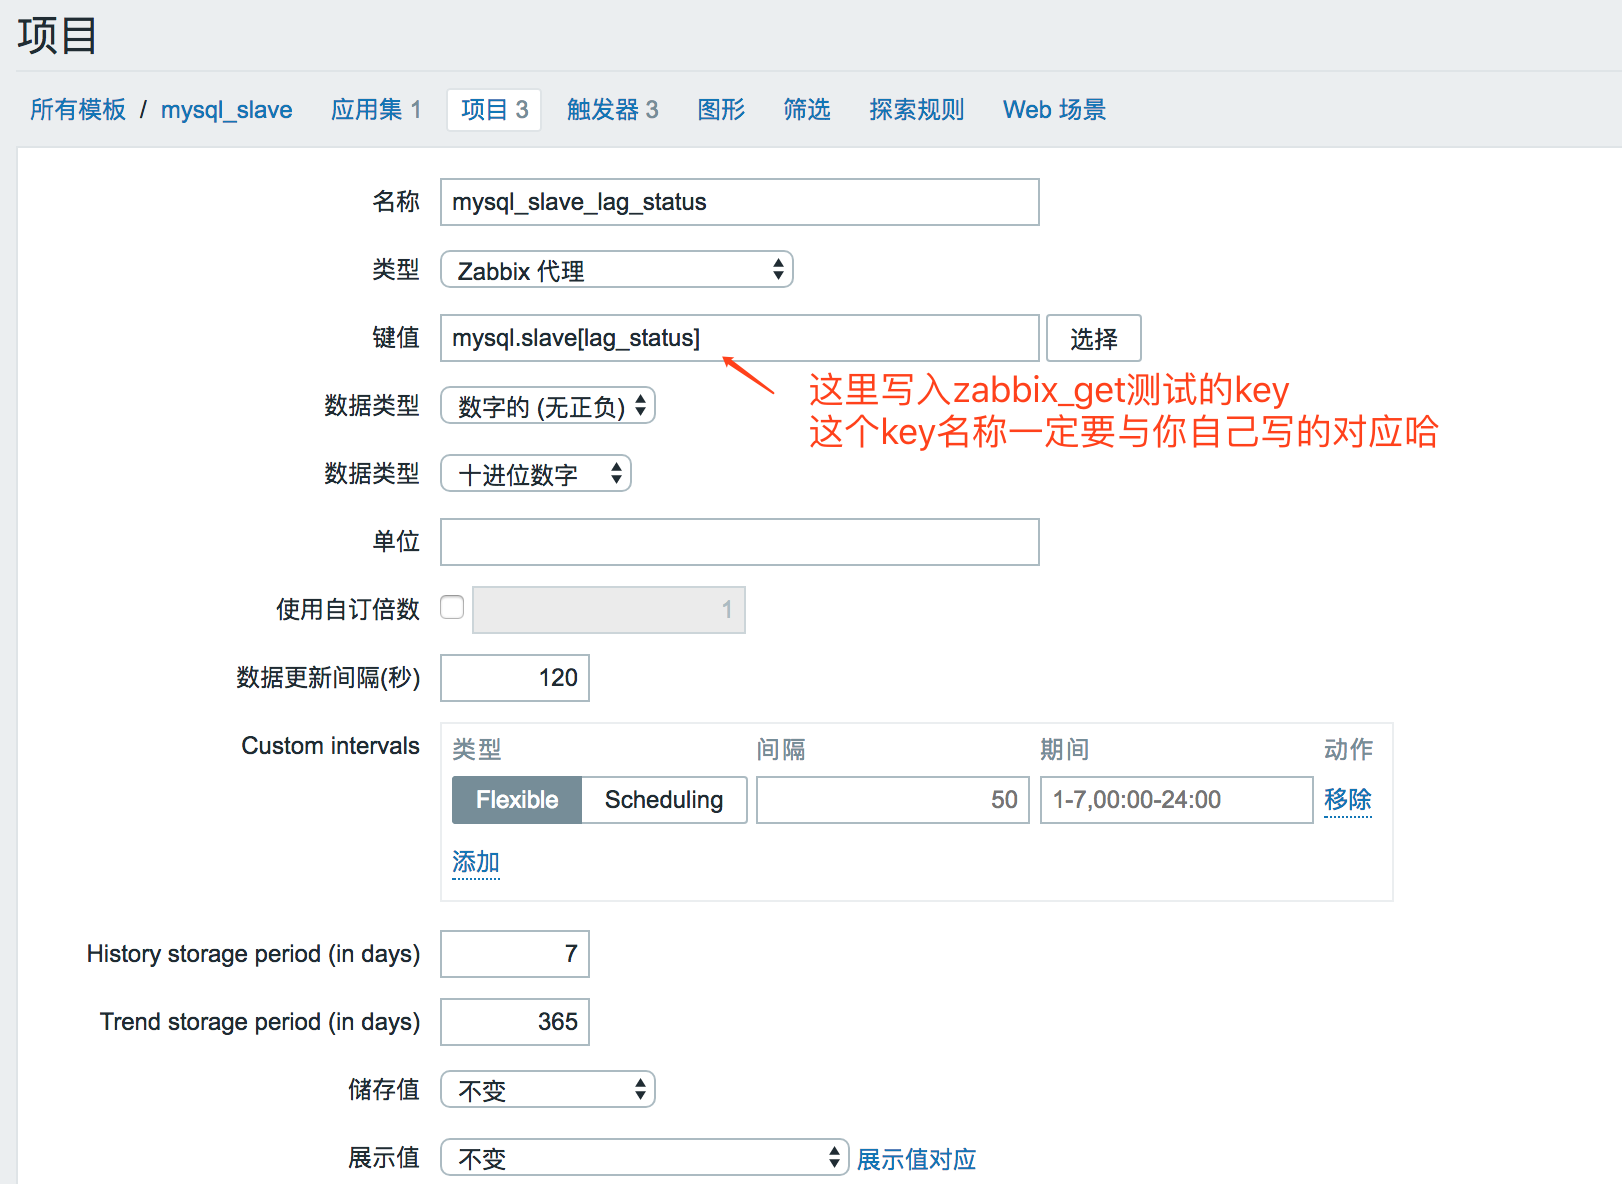 项目
所有模板 / mysql_slave 应用集 1 项目 3 触发器 3 图形 筛选 探索规则 Web 场景
名称 mysql_slave_lag_status
类型 Zabbix 代理
键值 mysql.slave[lag_status] 选择
这里写入zabbix_get测试的key
这个key名称一定要与你自己写的对应哈
数据类型 数字的 (无正负)
数据类型 十进位数字
单位
使用自订倍数 1
数据更新间隔(秒) 120
Custom intervals 类型 间隔 期间 动作
Flexible Scheduling 50 1-7,00:00-24:00 移除
添加
History storage period (in days) 7
Trend storage period (in days) 365
储存值 不变
展示值 不变 展示值对应